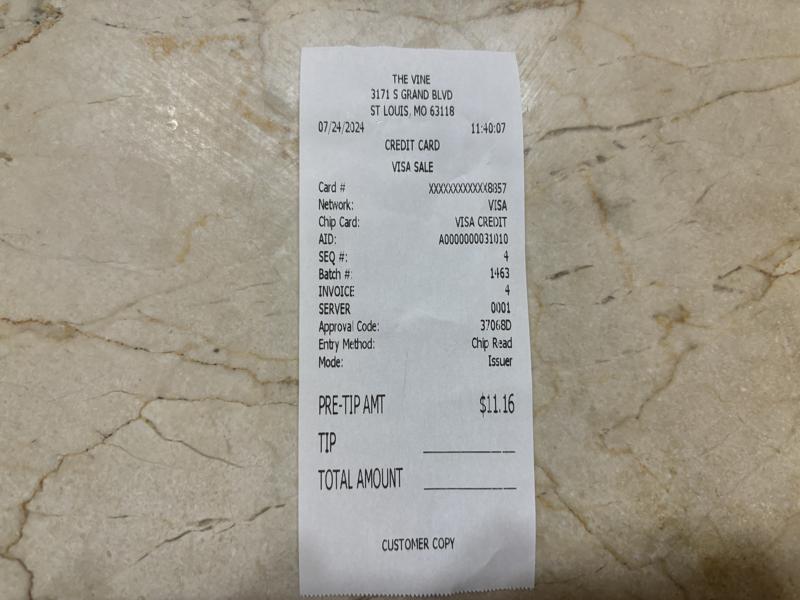 THE VINE
3171 S GRAND BLVD
ST LOUIS, MO 63118
07/24/2024 11:40:07
CREDIT CARD
VISA SALE
Card # XXXXXXXXXXXX8857
Network: VISA
Chip Card: VISA CREDIT
AID: A0000000031010
SEQ #: 4
Batch #: 1463
INVOICE 4
SERVER 0001
Approval Code: 37068D
Entry Method: Chip Read
Mode: Issuer
PRE-TIP AMT $11.16
TIP
TOTAL AMOUNT
CUSTOMER COPY